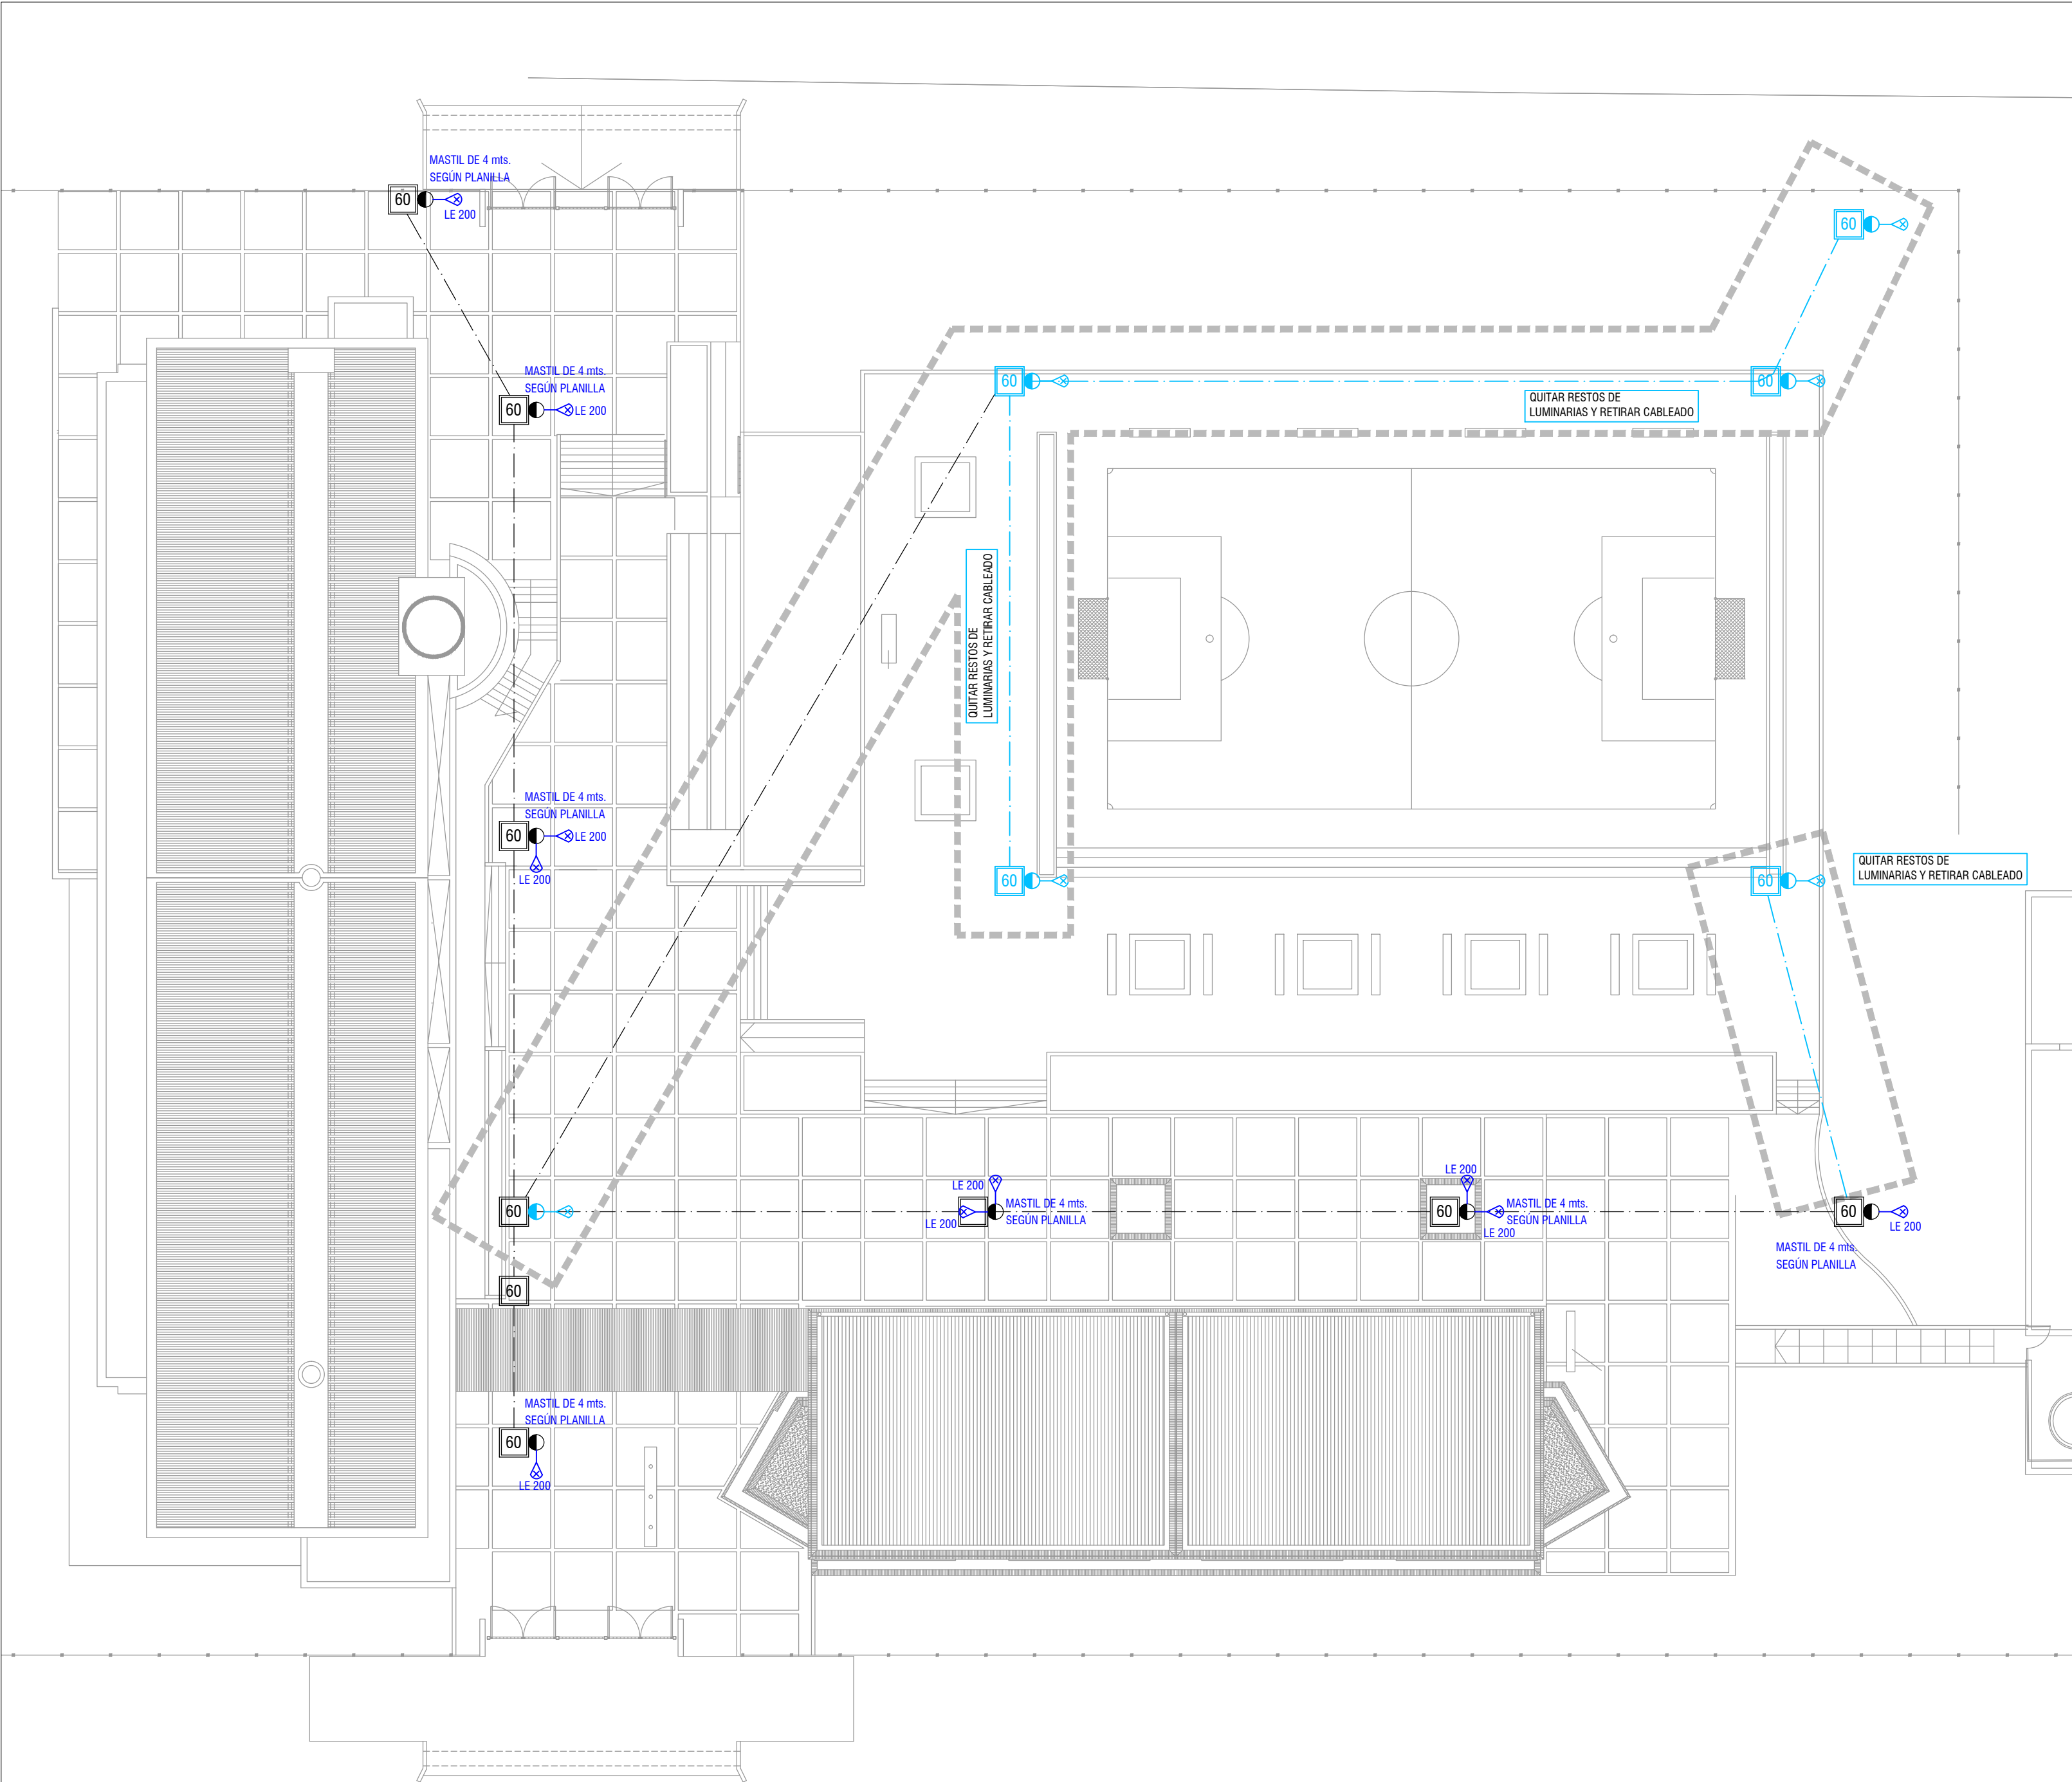 MASTIL DE 4 mts.
SEGÚN PLANILLA
60
LE 200
60
MASTIL DE 4 mts.
SEGÚN PLANILLA
60
LE 200
60
60
QUITAR RESTOS DE
LUMINARIAS Y RETIRAR CABLEADO
QUITAR RESTOS DE
LUMINARIAS Y RETIRAR CABLEADO
MASTIL DE 4 mts.
SEGÚN PLANILLA
60
LE 200
LE 200
60
60
QUITAR RESTOS DE
LUMINARIAS Y RETIRAR CABLEADO
60
LE 200
LE 200
MASTIL DE 4 mts.
SEGÚN PLANILLA
LE 200
60
MASTIL DE 4 mts.
SEGÚN PLANILLA
LE 200
60
LE 200
MASTIL DE 4 mts.
SEGÚN PLANILLA
60
MASTIL DE 4 mts.
SEGÚN PLANILLA
60
LE 200